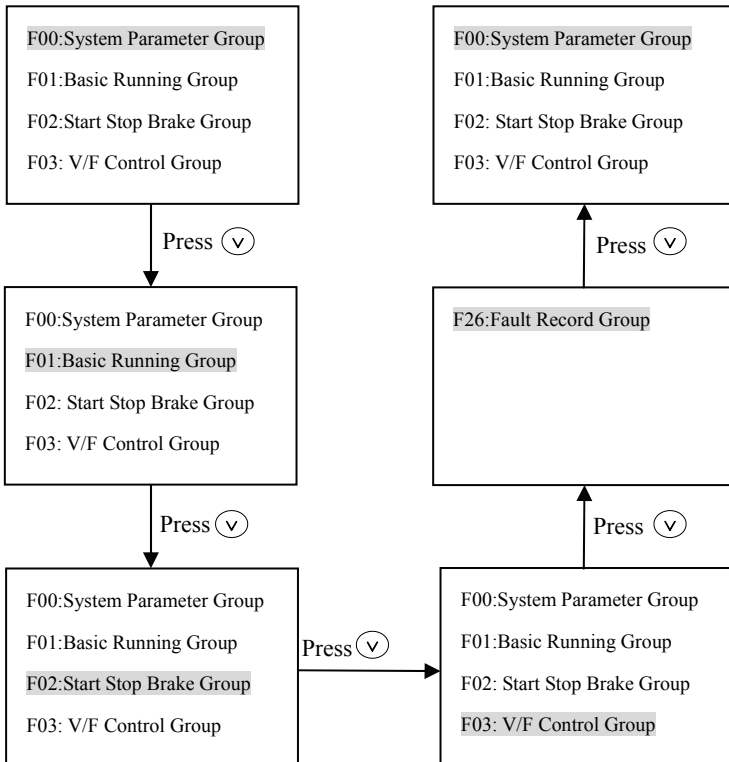 F00:System Parameter Group
F01:Basic Running Group
F02:Start Stop Brake Group
F03: V/F Control Group
Press ∨
F00:System Parameter Group
F01:Basic Running Group
F02: Start Stop Brake Group
F03: V/F Control Group
Press ∨
F00:System Parameter Group
F01:Basic Running Group
F02:Start Stop Brake Group
F03: V/F Control Group
Press ∨
F00:System Parameter Group
F01:Basic Running Group
F02: Start Stop Brake Group
F03: V/F Control Group
Press ∨
F26:Fault Record Group
Press ∨
F00:System Parameter Group
F01:Basic Running Group
F02: Start Stop Brake Group
F03: V/F Control Group